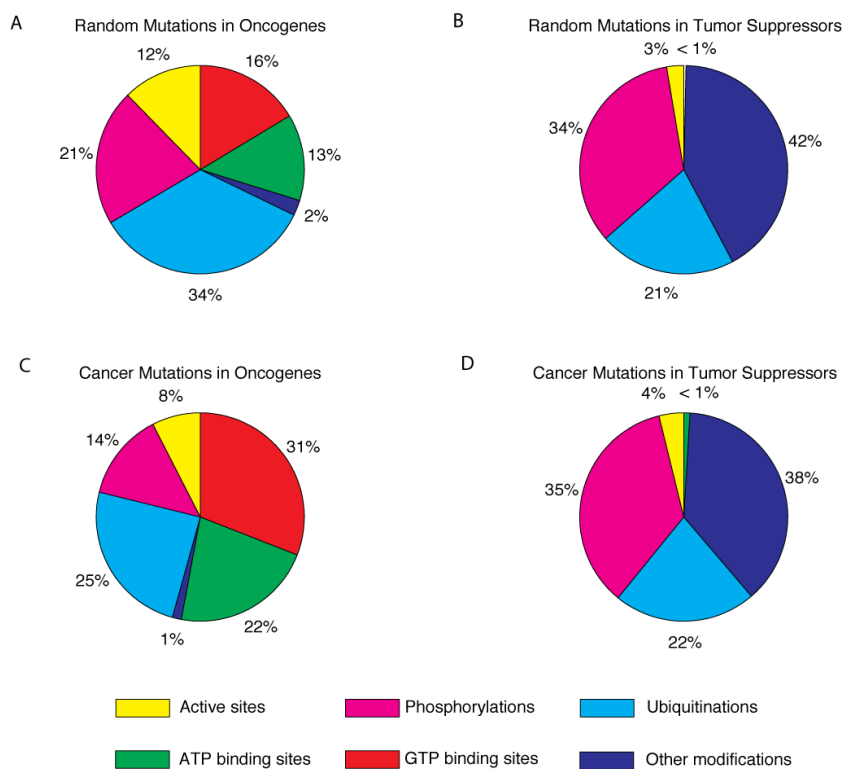 A
Random Mutations in Oncogenes
12%
16%
21%
13%
2%
34%
B
Random Mutations in Tumor Suppressors
3% < 1%
34%
42%
21%
C
Cancer Mutations in Oncogenes
8%
14%
31%
25%
22%
1%
D
Cancer Mutations in Tumor Suppressors
4% < 1%
35%
38%
22%
Active sites
Phosphorylations
Ubiquitinations
ATP binding sites
GTP binding sites
Other modifications